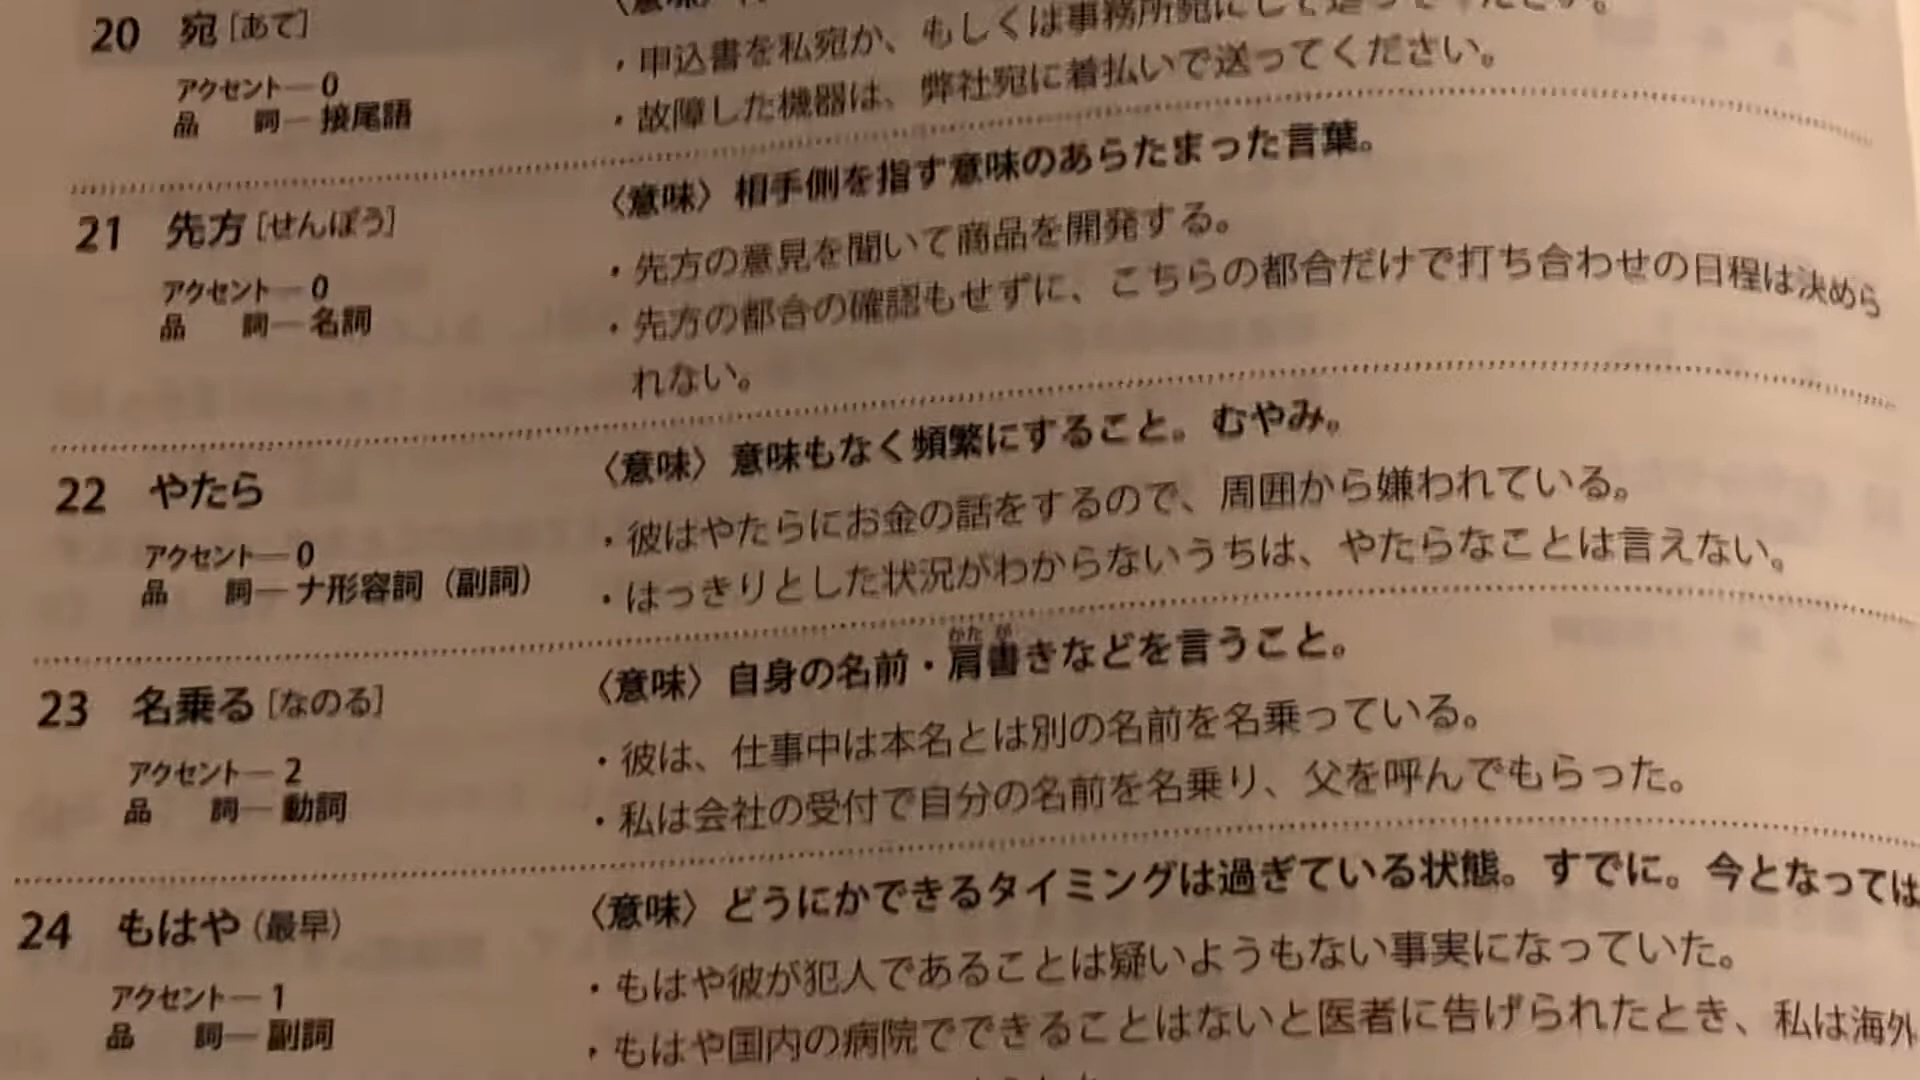 20 宛[あて]
アクセント―0
品　詞―接尾語
〈意味〉
・申込書を私宛か、もしくは事務所宛にして送ってください。
・故障した機器は、弊社宛に着払いで送ってください。
21 先方[せんぽう]
アクセント―0
品　詞―名詞
〈意味〉相手側を指す意味のあらたまった言葉。
・先方の意見を聞いて商品を開発する。
・先方の都合の確認もせずに、こちらの都合だけで打ち合わせの日程は決めら
れない。
22 やたら
アクセント―0
品　詞―ナ形容詞（副詞）
〈意味〉意味もなく頻繁にすること。むやみ。
・彼はやたらにお金の話をするので、周囲から嫌われている。
・はっきりとした状況がわからないうちは、やたらなことは言えない。
23 名乗る[なのる]
アクセント―2
品　詞―動詞
かた が
〈意味〉自身の名前・肩書きなどを言うこと。
・彼は、仕事中は本名とは別の名前を名乗っている。
・私は会社の受付で自分の名前を名乗り、父を呼んでもらった。
24 もはや（最早）
アクセント―1
品　詞―副詞
〈意味〉どうにかできるタイミングは過ぎている状態。すでに。今となっては
・もはや彼が犯人であることは疑いようもない事実になっていた。
・もはや国内の病院でできることはないと医者に告げられたとき、私は海外